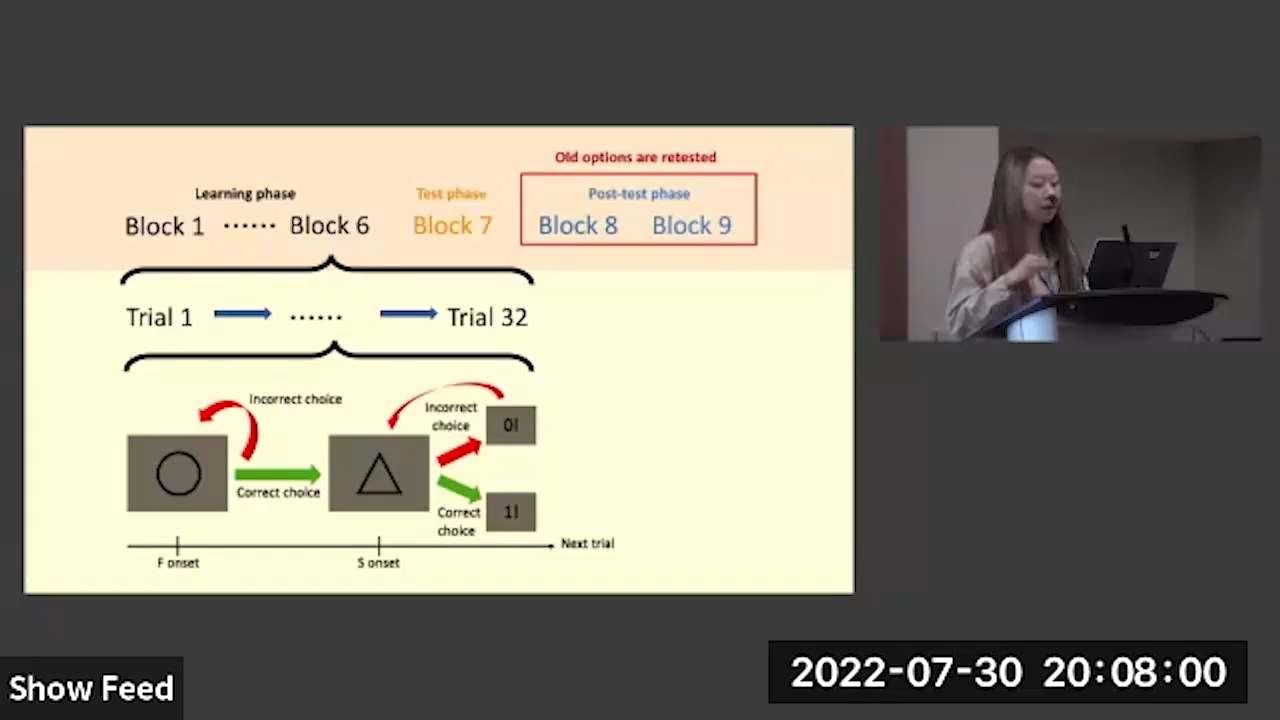 Old options are retested
Learning phase
Test phase
Post-test phase
Block 1 ...... Block 6
Block 7
Block 8
Block 9
Trial 1
......
Trial 32
Incorrect choice
Incorrect
choice
0!
Correct choice
Correct
choice
1!
Next trial
F onset
S onset
Show Feed
2022-07-30 20:08:00